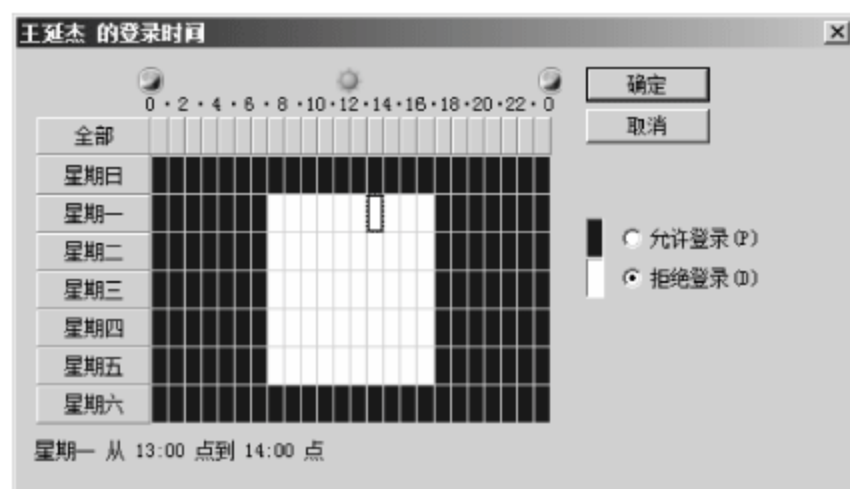 王延杰 的登录时间
0·2·4·6·8·10·12·14·16·18·20·22·0
确定
取消
全部
星期日
星期一
星期二
星期三
星期四
星期五
星期六
允许登录(P)
拒绝登录(D)
星期一 从 13:00 点到 14:00 点